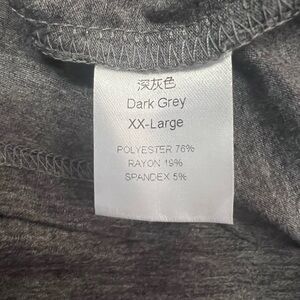 深灰色
Dark Grey
XX-Large
POLYESTER 76%
RAYON 19%
SPANDEX 5%